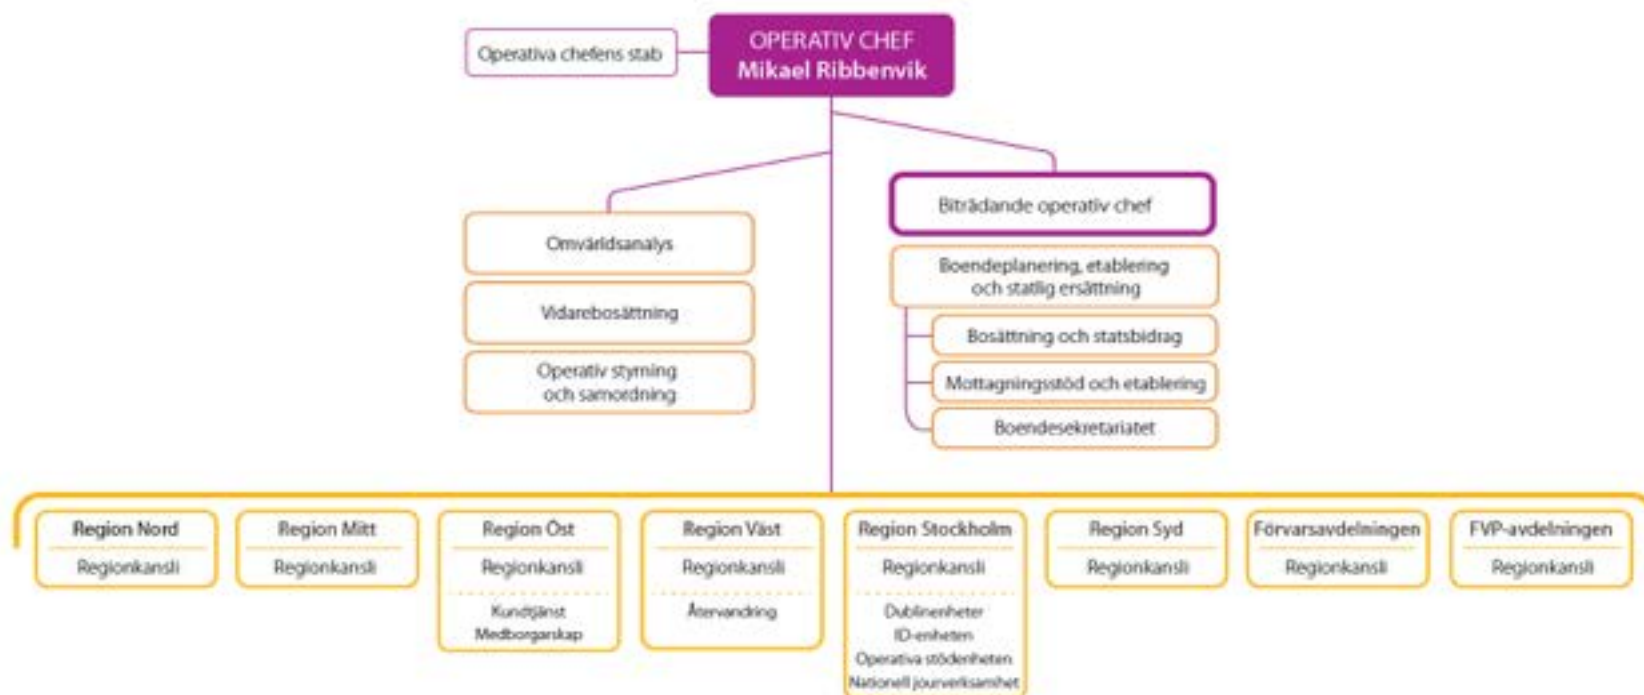 Operativa chefens stab
OPERATIV CHEF
Mikael Ribbenvik
Biträdande operativ chef
Omvärldsanalys
Vidarebosättning
Operativ styrning
och samordning
Boendeplanering, etablering
och statlig ersättning
Bosättning och statsbidrag
Mottagningsstöd och etablering
Boendesekretariatet
Region Nord
Regionkansli
Region Mitt
Regionkansli
Region Öst
Regionkansli
Kundtjänst
Medborgarskap
Region Väst
Regionkansli
Återvandring
Region Stockholm
Regionkansli
Dublinenheter
ID-enheten
Operativa stödenheten
Nationell jourverksamhet
Region Syd
Regionkansli
Förvarsavdelningen
Regionkansli
FVP-avdelningen
Regionkansli